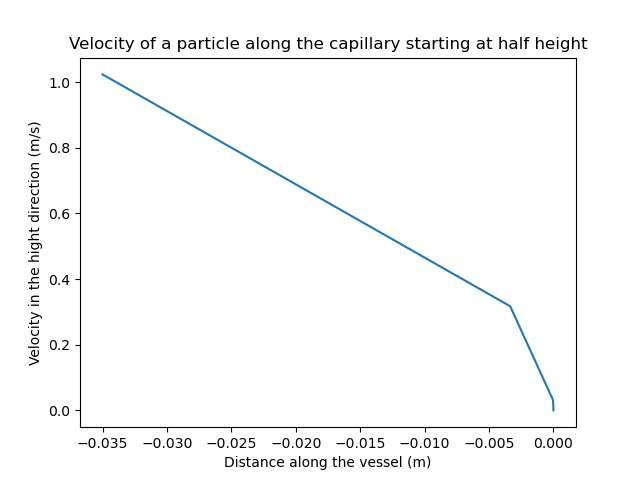 Velocity of a particle along the capillary starting at half height
1.0
0.8
0.6
0.4
0.2
0.0
Velocity in the hight direction (m/s)
−0.035 −0.030 −0.025 −0.020 −0.015 −0.010 −0.005 0.000
Distance along the vessel (m)